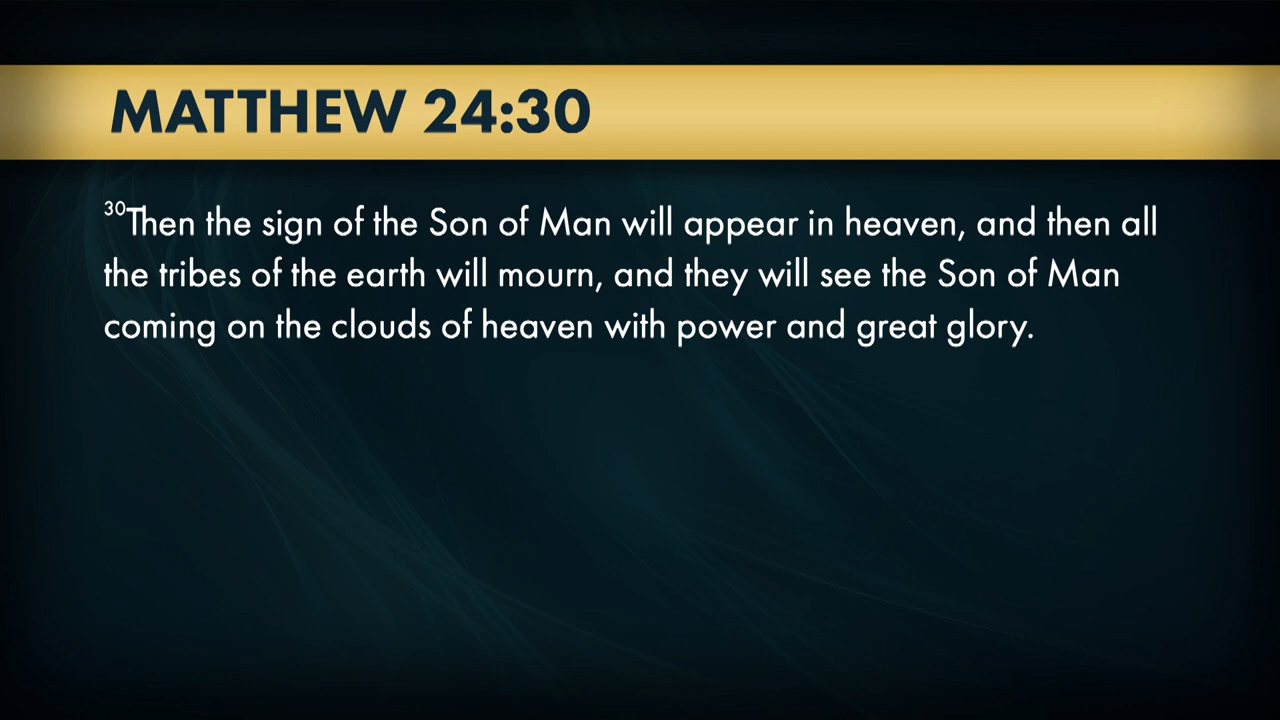 MATTHEW 24:30
30Then the sign of the Son of Man will appear in heaven, and then all
the tribes of the earth will mourn, and they will see the Son of Man
coming on the clouds of heaven with power and great glory.